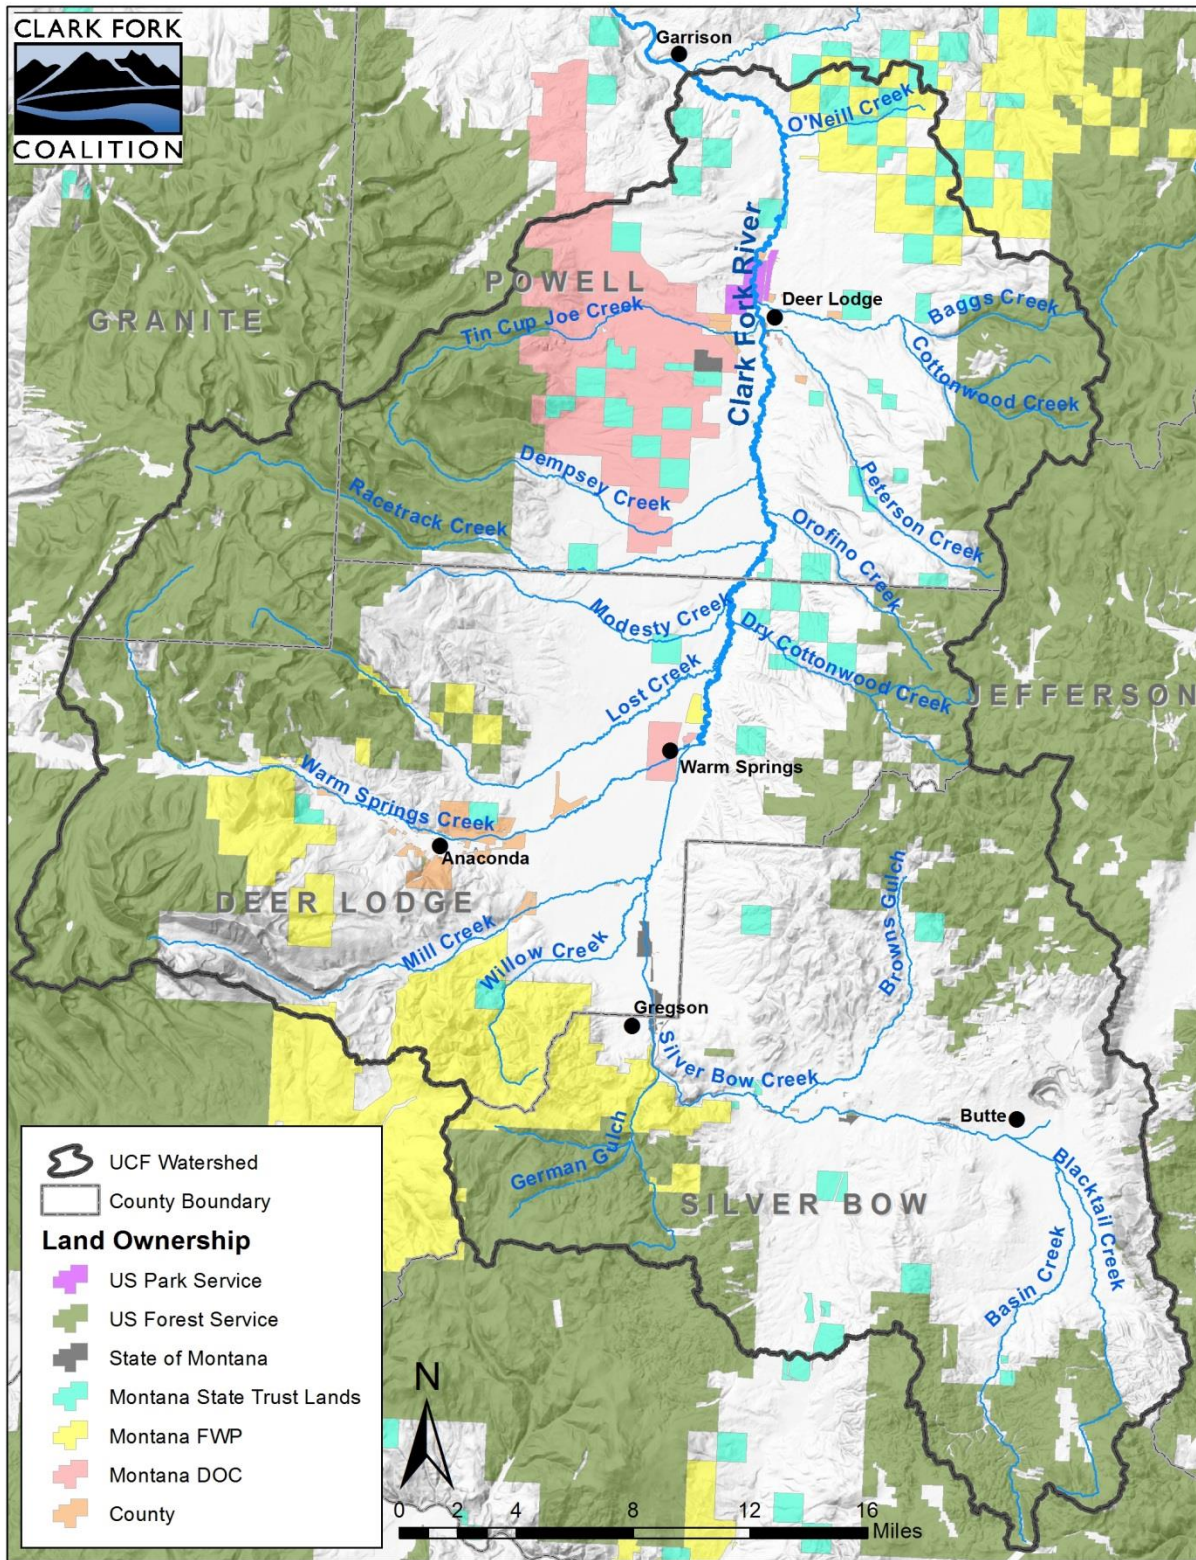 CLARK FORK
COALITION
Garrison
O'Neill Creek
POWELL
GRANITE
Clark Fork River
Deer Lodge
Tin Cup Joe Creek
Baggs Creek
Cottonwood Creek
Dempsey Creek
Racetrack Creek
Peterson Creek
Orofino Creek
Modesty Creek
Dry Cottonwood Creek
Lost Creek
JEFFERSON
Warm Springs
Warm Springs Creek
Anaconda
DEER LODGE
Browns Gulch
Mill Creek
Willow Creek
Gregson
Silver Bow Creek
Butte
German Gulch
Blacktail Creek
SILVER BOW
Basin Creek
UCF Watershed
County Boundary
Land Ownership
US Park Service
US Forest Service
State of Montana
Montana State Trust Lands
Montana FWP
Montana DOC
County
N
0 2 4 8 12 16
Miles